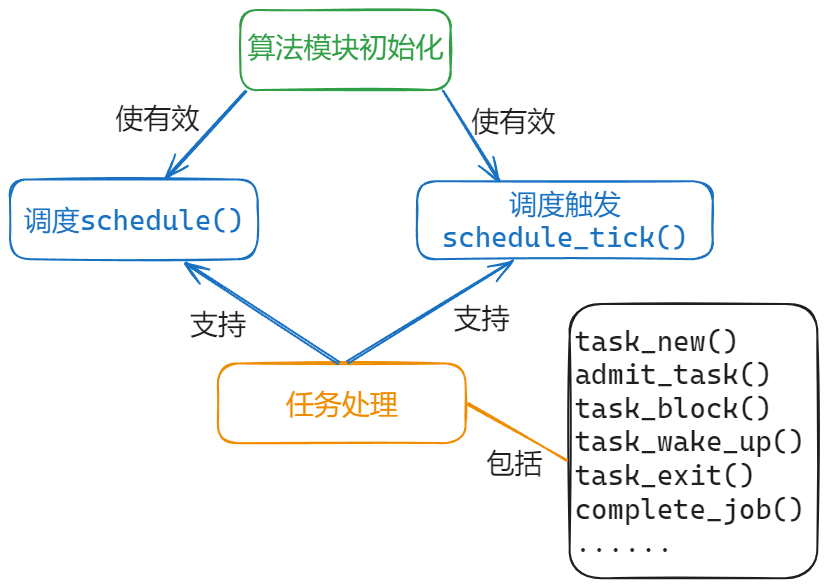 算法模块初始化
使有效
使有效
调度schedule()
调度触发
schedule_tick()
支持
支持
任务处理
包括
task_new()
admit_task()
task_block()
task_wake_up()
task_exit()
complete_job()
......